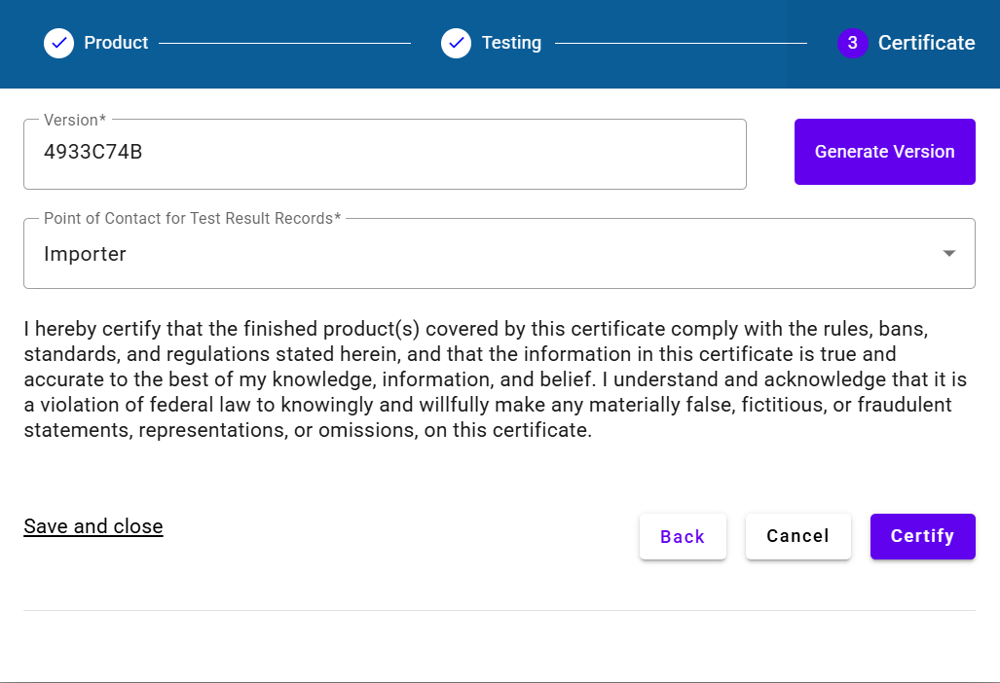 Product
Testing
3 Certificate
Version*
4933C74B
Generate Version
Point of Contact for Test Result Records*
Importer
I hereby certify that the finished product(s) covered by this certificate comply with the rules, bans,
standards, and regulations stated herein, and that the information in this certificate is true and
accurate to the best of my knowledge, information, and belief. I understand and acknowledge that it is
a violation of federal law to knowingly and willfully make any materially false, fictitious, or fraudulent
statements, representations, or omissions, on this certificate.
Save and close
Back
Cancel
Certify